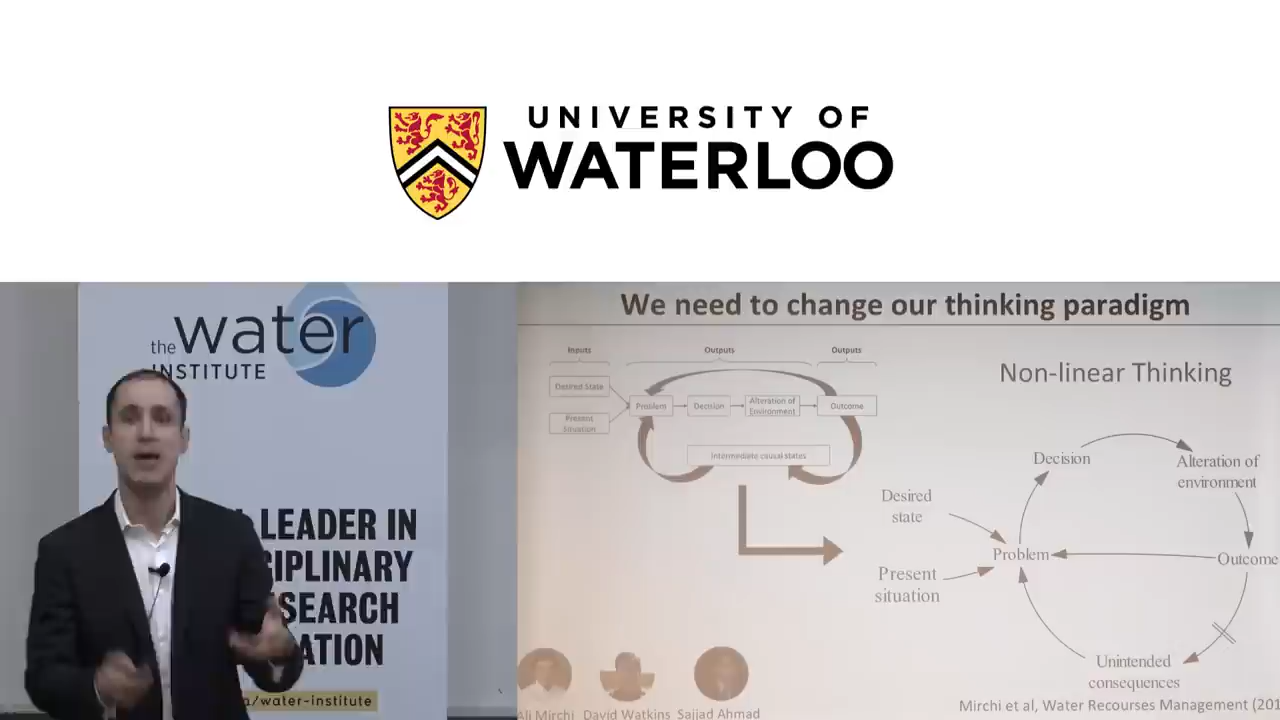 UNIVERSITY OF
WATERLOO
the water
INSTITUTE
LEADER IN
SEARCH
a/water-institute
We need to change our thinking paradigm
Inputs
Outputs
Outputs
Desired State
Present
Situation
Problem
Decision
Alteration of
Environment
Outcome
Intermediate causal states
Non-linear Thinking
Decision
Alteration of
environment
Desired
state
Problem
Outcome
Present
situation
Unintended
consequences
Ali Mirchi
David Watkins
Sajjad Ahmad
Mirchi et al, Water Recourses Management (201